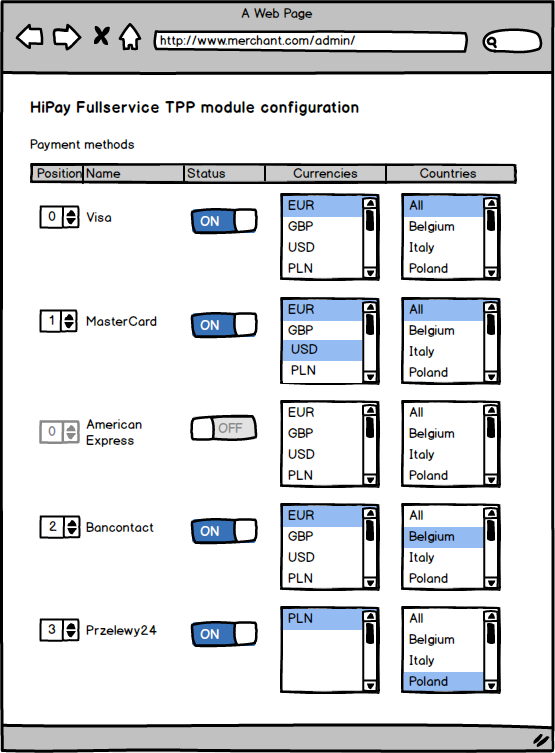 A Web Page
http://www.merchant.com/admin/
HiPay Fullservice TPP module configuration
Payment methods
Position Name Status Currencies Countries
0 Visa ON EUR All
GBP Belgium
USD Italy
PLN Poland
1 MasterCard ON EUR All
GBP Belgium
USD Italy
PLN Poland
0 American Express OFF EUR All
GBP Belgium
USD Italy
PLN Poland
2 Bancontact ON EUR All
GBP Belgium
USD Italy
PLN Poland
3 Przelewy24 ON PLN All
Belgium
Italy
Poland